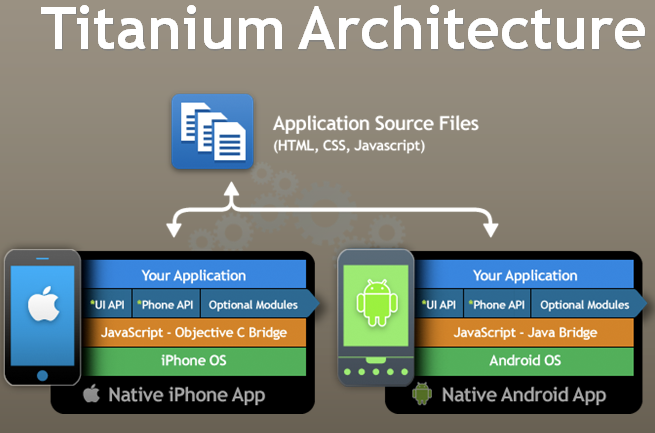 Titanium Architecture
Application Source Files
(HTML, CSS, Javascript)
Your Application
*UI API
*Phone API
Optional Modules
JavaScript - Objective C Bridge
iPhone OS
Native iPhone App
Your Application
*UI API
*Phone API
Optional Modules
JavaScript - Java Bridge
Android OS
Native Android App